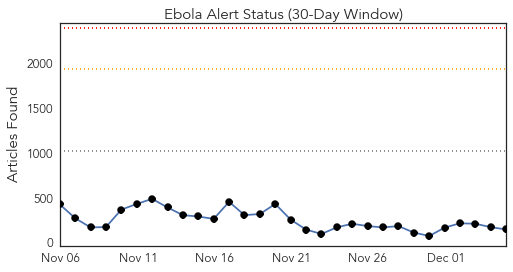 Ebola Alert Status (30-Day Window)
Articles Found
2000
1500
1000
500
0
Nov 06 Nov 11 Nov 16 Nov 21 Nov 26 Dec 01